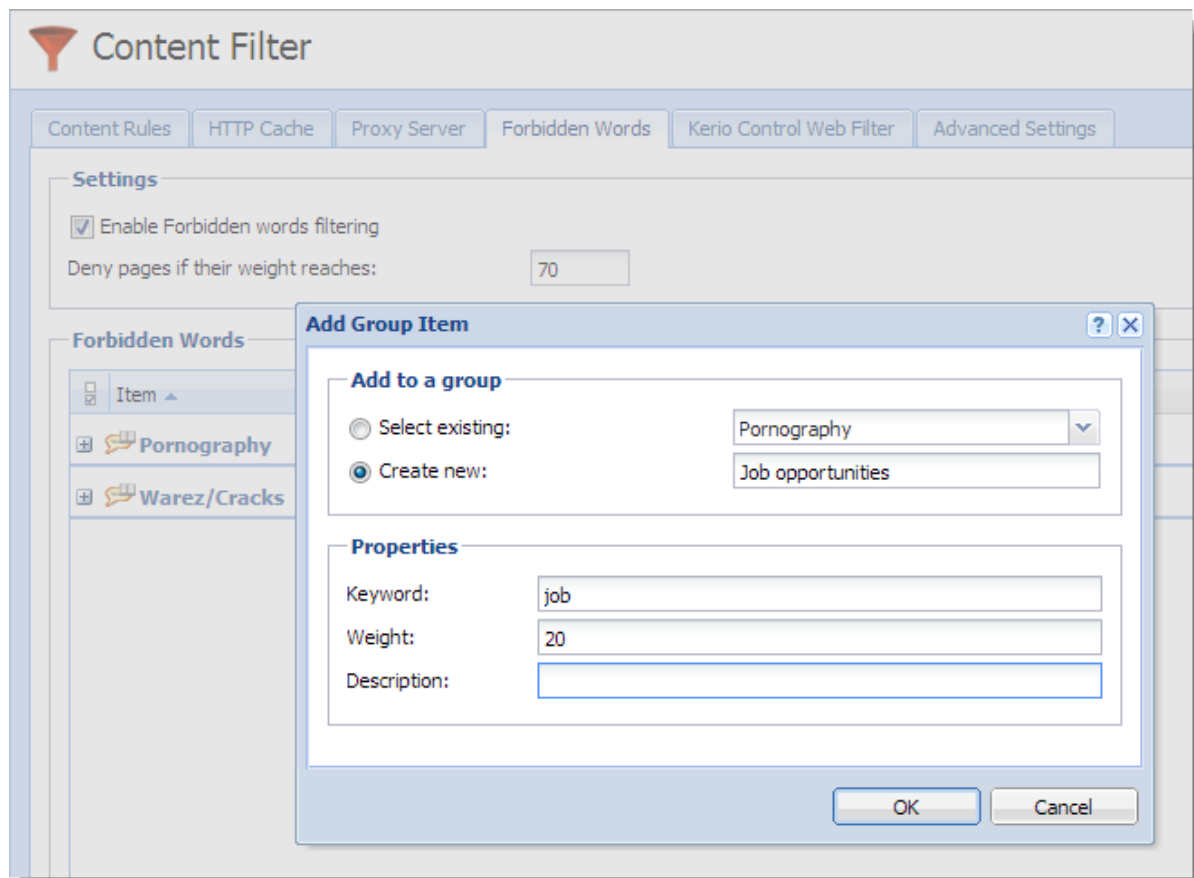 Content Filter
Content Rules HTTP Cache Proxy Server Forbidden Words Kerio Control Web Filter Advanced Settings
Settings
Enable Forbidden words filtering
Deny pages if their weight reaches: 70
Forbidden Words
Item
Pornography
Warez/Cracks
Add Group Item
Add to a group
Select existing: Pornography
Create new: Job opportunities
Properties
Keyword: job
Weight: 20
Description:
OK Cancel